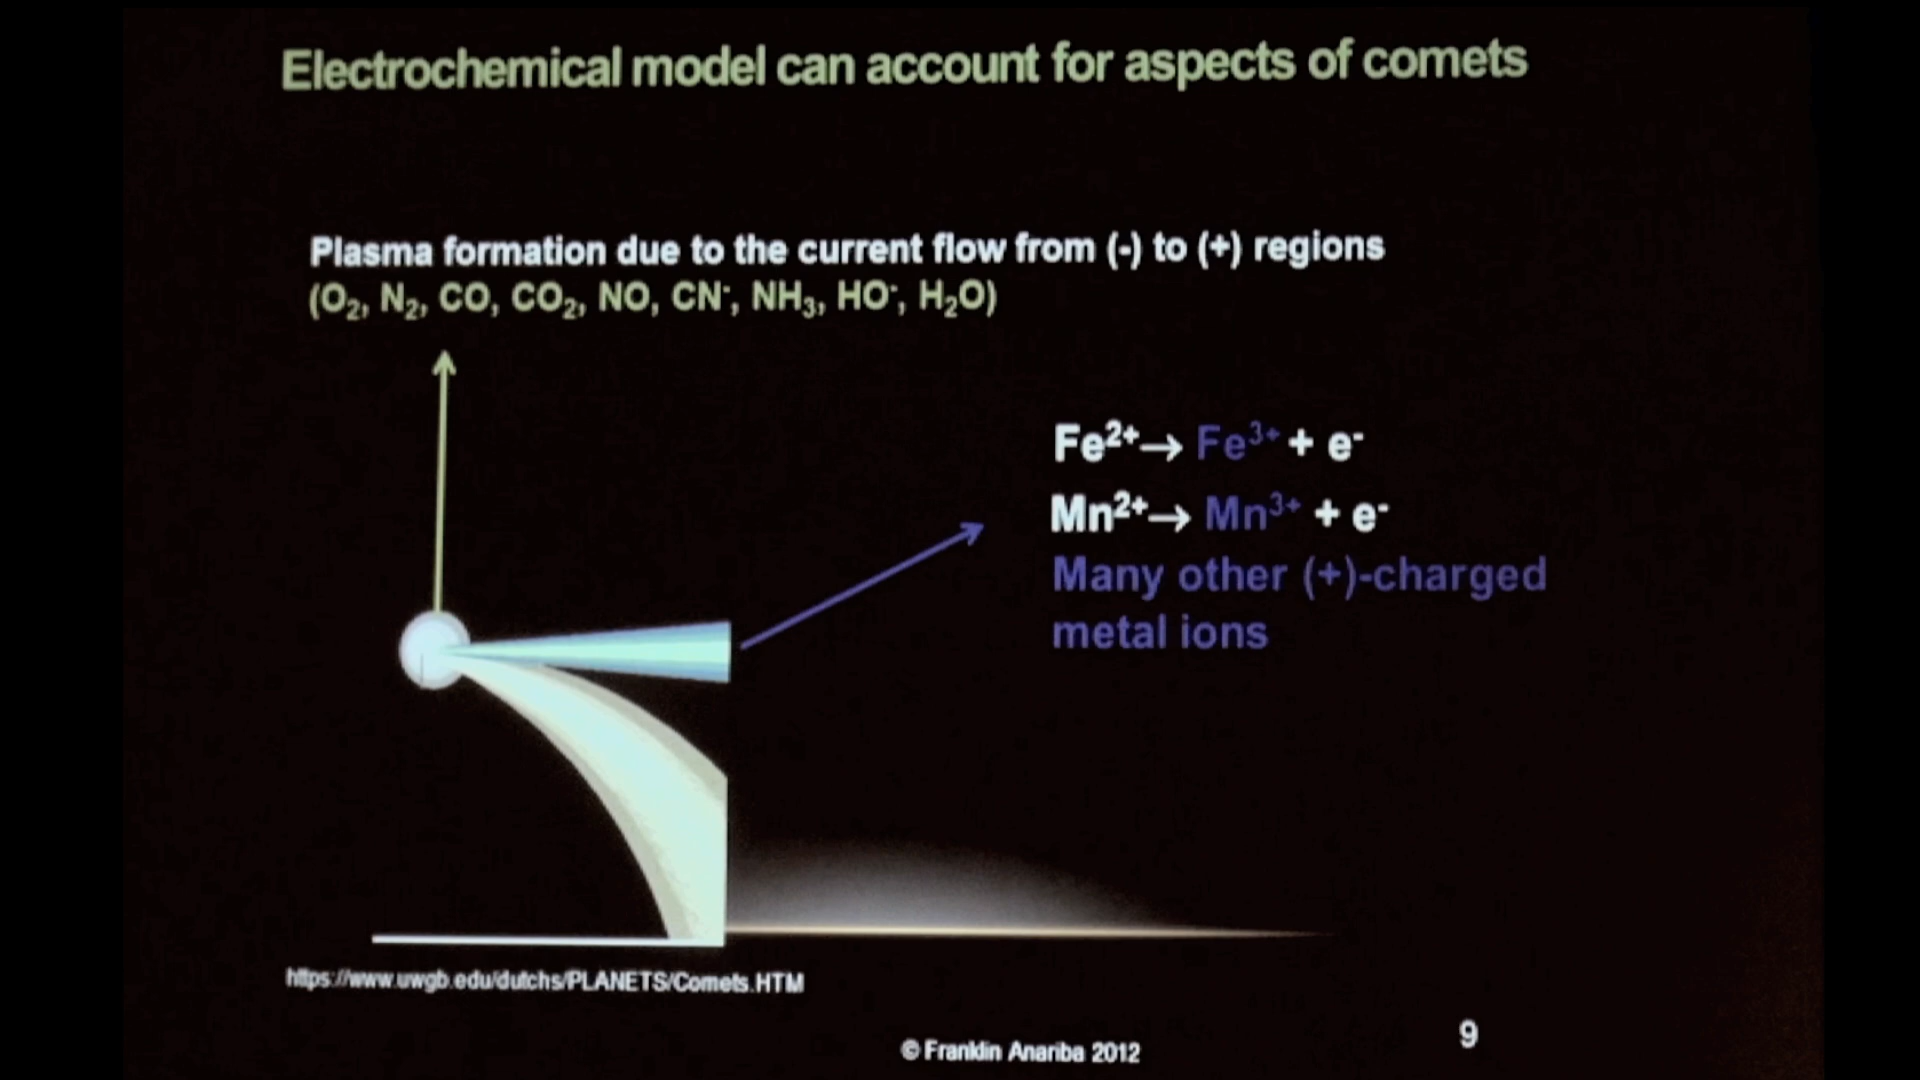 Electrochemical model can account for aspects of comets
Plasma formation due to the current flow from (-) to (+) regions
(O₂, N₂, CO, CO₂, NO, CN⁻, NH₃, HO⁻, H₂O)
Fe²⁺→ Fe³⁺ + e⁻
Mn²⁺→ Mn³⁺ + e⁻
Many other (+)-charged
metal ions
https://www.uwgb.edu/dutchs/PLANETS/Comets.HTM
© Franklin Anariba 2012
9